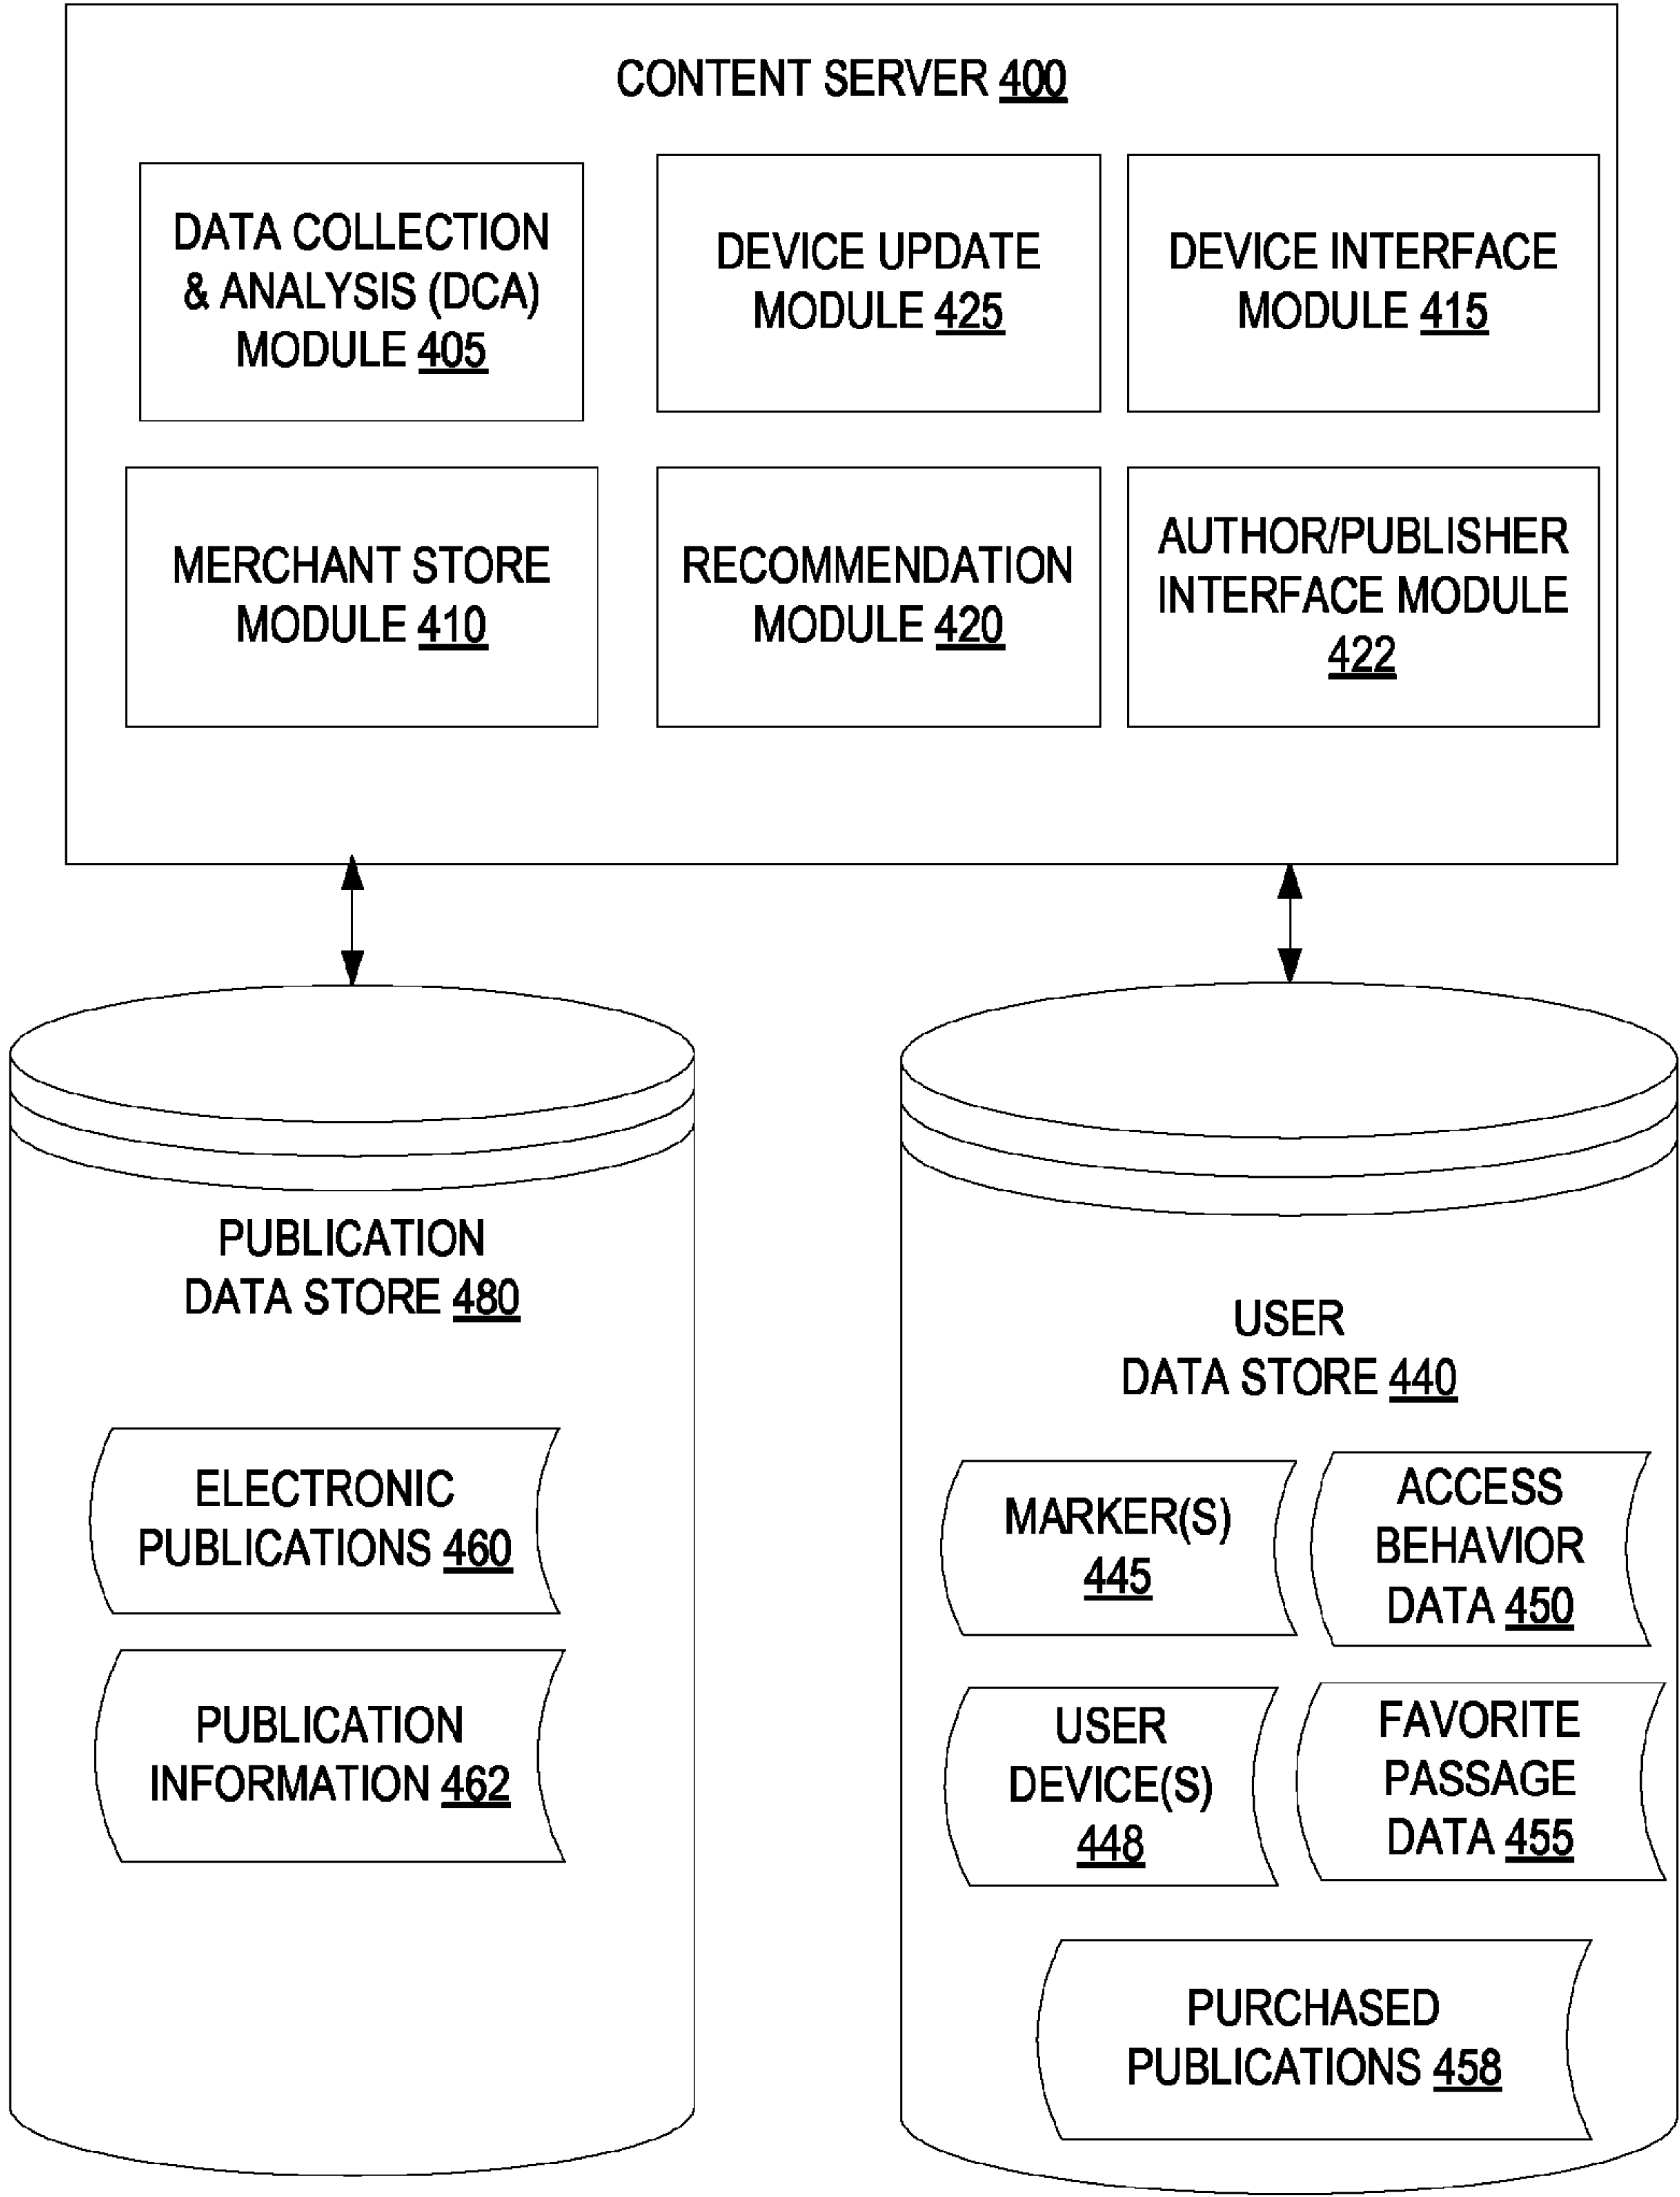 CONTENT SERVER 400
DATA COLLECTION
& ANALYSIS (DCA)
MODULE 405
DEVICE UPDATE
MODULE 425
DEVICE INTERFACE
MODULE 415
MERCHANT STORE
MODULE 410
RECOMMENDATION
MODULE 420
AUTHOR/PUBLISHER
INTERFACE MODULE
422
PUBLICATION
DATA STORE 480
ELECTRONIC
PUBLICATIONS 460
PUBLICATION
INFORMATION 462
USER
DATA STORE 440
MARKER(S)
445
ACCESS
BEHAVIOR
DATA 450
USER
DEVICE(S)
448
FAVORITE
PASSAGE
DATA 455
PURCHASED
PUBLICATIONS 458